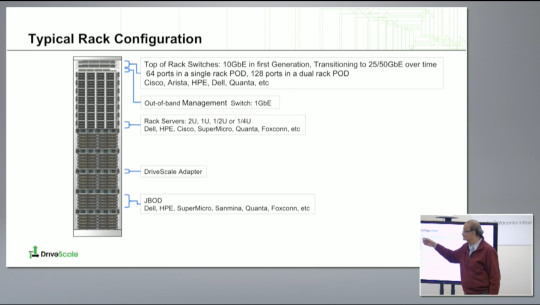 Typical Rack Configuration
Top of Rack Switches: 10GbE in first Generation, Transitioning to 25/50GbE over time
64 ports in a single rack POD, 128 ports in a dual rack POD
Cisco, Arista, HPE, Dell, Quanta, etc
Out-of-band Management Switch: 1GbE
Rack Servers: 2U, 1U, 1/2U or 1/4U
Dell, HPE, Cisco, SuperMicro, Quanta, Foxconn, etc
DriveScale Adapter
JBOD
Dell, HPE, SuperMicro, Sanmina, Quanta, Foxconn, etc
DriveScale